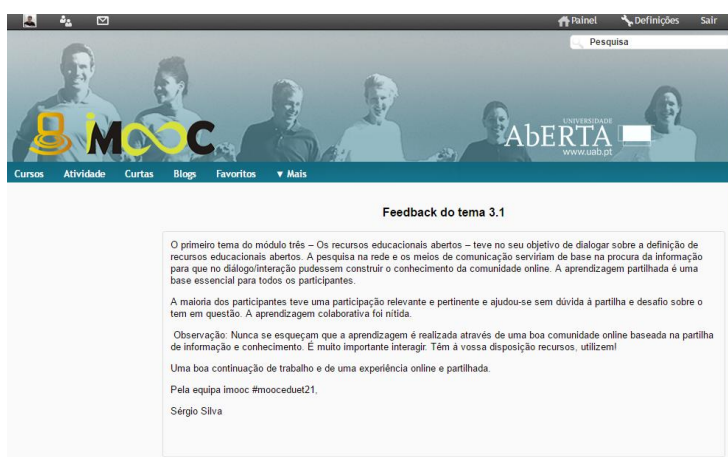 Painel Definições Sair
Pesquisa
iMOOC
UNIVERSIDADE
AbERTA
www.uab.pt
Cursos Atividade Curtas Blogs Favoritos ▼ Mais
Feedback do tema 3.1
O primeiro tema do módulo três – Os recursos educacionais abertos – teve no seu objetivo de dialogar sobre a definição de
recursos educacionais abertos. A pesquisa na rede e os meios de comunicação serviriam de base na procura da informação
para que no diálogo/interação pudessem construir o conhecimento da comunidade online. A aprendizagem partilhada é uma
base essencial para todos os participantes.
A maioria dos participantes teve uma participação relevante e pertinente e ajudou-se sem dúvida à partilha e desafio sobre o
tem em questão. A aprendizagem colaborativa foi nítida.
Observação: Nunca se esqueçam que a aprendizagem é realizada através de uma boa comunidade online baseada na partilha
de informação e conhecimento. É muito importante interagir. Têm á vossa disposição recursos, utilizem!
Uma boa continuação de trabalho e de uma experiência online e partilhada.
Pela equipa imooc #mooceduet21,
Sérgio Silva